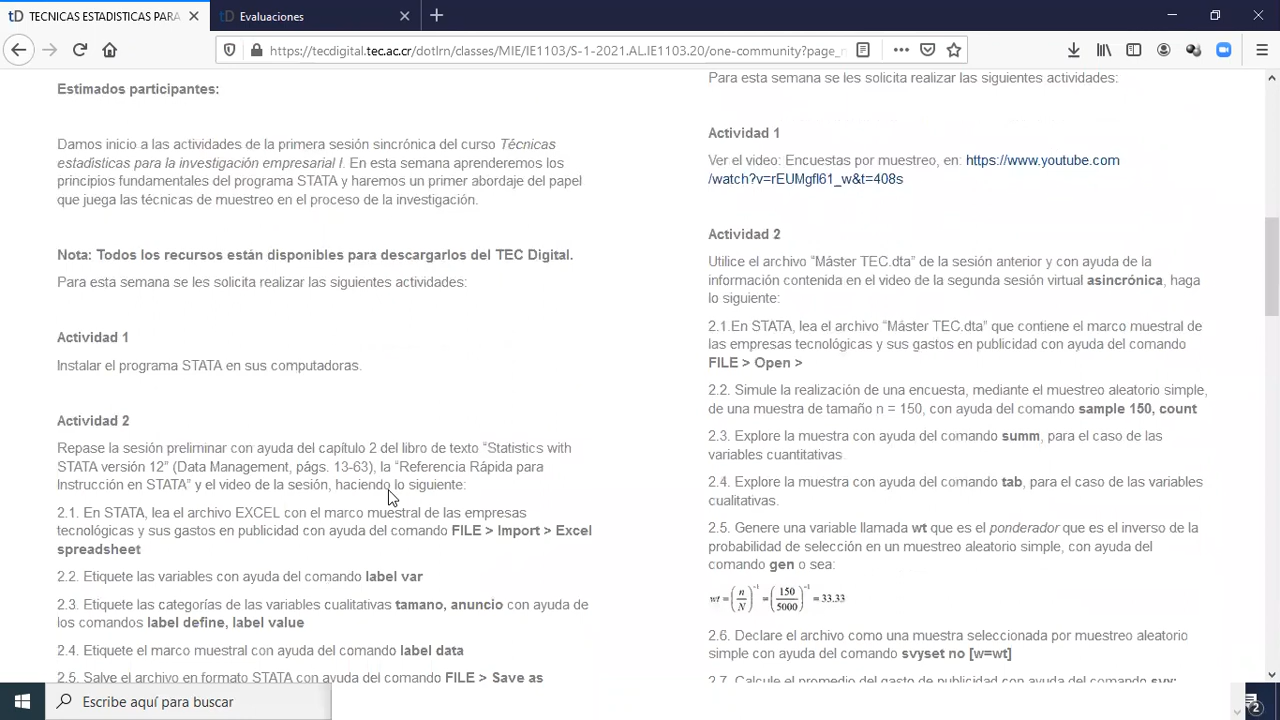 TECNICAS ESTADISTICAS PARA
Evaluaciones
https://tecdigital.tec.ac.cr/dotlrn/classes/MIE/IE1103/S-1-2021.AL.IE1103.20/one-community?page_n
Estimados participantes:
Damos inicio a las actividades de la primera sesión sincrónica del curso Técnicas
estadísticas para la investigación empresarial I. En esta semana aprenderemos los
principios fundamentales del programa STATA y haremos un primer abordaje del papel
que juega las técnicas de muestreo en el proceso de la investigación.
Nota: Todos los recursos están disponibles para descargarlos del TEC Digital.
Para esta semana se les solicita realizar las siguientes actividades:
Actividad 1
Instalar el programa STATA en sus computadoras.
Actividad 2
Repase la sesión preliminar con ayuda del capítulo 2 del libro de texto “Statistics with
STATA versión 12” (Data Management, págs. 13-63), la “Referencia Rápida para
Instrucción en STATA” y el video de la sesión, haciendo lo siguiente:
2.1. En STATA, lea el archivo EXCEL con el marco muestral de las empresas
tecnológicas y sus gastos en publicidad con ayuda del comando FILE > Import > Excel
spreadsheet
2.2. Etiquete las variables con ayuda del comando label var
2.3. Etiquete las categorías de las variables cualitativas tamano, anuncio con ayuda de
los comandos label define, label value
2.4. Etiquete el marco muestral con ayuda del comando label data
2.5. Salve el archivo en formato STATA con ayuda del comando FILE > Save as
Para esta semana se les solicita realizar las siguientes actividades:
Actividad 1
Ver el video: Encuestas por muestreo, en: https://www.youtube.com
/watch?v=rEUMgfl61_w&t=408s
Actividad 2
Utilice el archivo “Máster TEC.dta” de la sesión anterior y con ayuda de la
información contenida en el video de la segunda sesión virtual asincrónica, haga
lo siguiente:
2.1.En STATA, lea el archivo “Máster TEC.dta” que contiene el marco muestral de
las empresas tecnológicas y sus gastos en publicidad con ayuda del comando
FILE > Open >
2.2. Simule la realización de una encuesta, mediante el muestreo aleatorio simple,
de una muestra de tamaño n = 150, con ayuda del comando sample 150, count
2.3. Explore la muestra con ayuda del comando summ, para el caso de las
variables cuantitativas
2.4. Explore la muestra con ayuda del comando tab, para el caso de las variables
cualitativas.
2.5. Genere una variable llamada wt que es el ponderador que es el inverso de la
probabilidad de selección en un muestreo aleatorio simple, con ayuda del
comando gen o sea:
wt = (n/N)⁻¹ = (150/5000)⁻¹ = 33.33
2.6. Declare el archivo como una muestra seleccionada por muestreo aleatorio
simple con ayuda del comando svyset no [w=wt]
2.7. Calcule el promedio del gasto de publicidad con ayuda del comando svy:
Escribe aquí para buscar
2